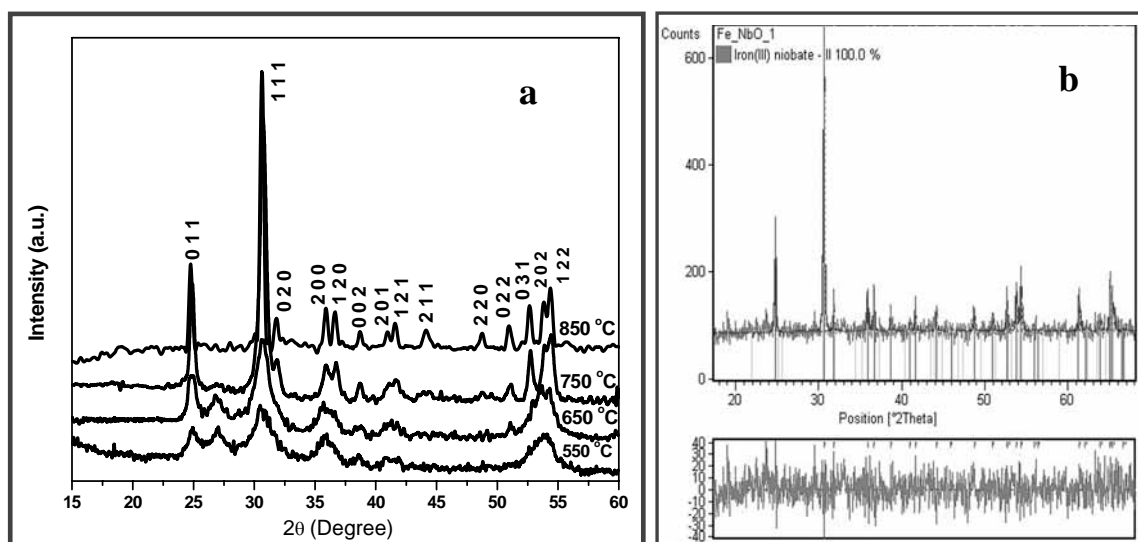 a
Intensity (a.u.)
0 1 1
1 1 1
0 2 0
2 0 0
1 2 0
0 0 2
2 0 1
1 2 1
2 1 1
2 2 0
0 2 2
0 3 1
2 0 2
1 2 2
850 °C
750 °C
650 °C
550°C
15 20 25 30 35 40 45 50 55 60
2θ (Degree)
b
Counts
Fe_NbO_1
Iron(III) niobate - II 100.0 %
600
400
200
0
20 30 40 50 60
Position [°2Theta]
40
30
20
10
0
-10
-20
-30
-40